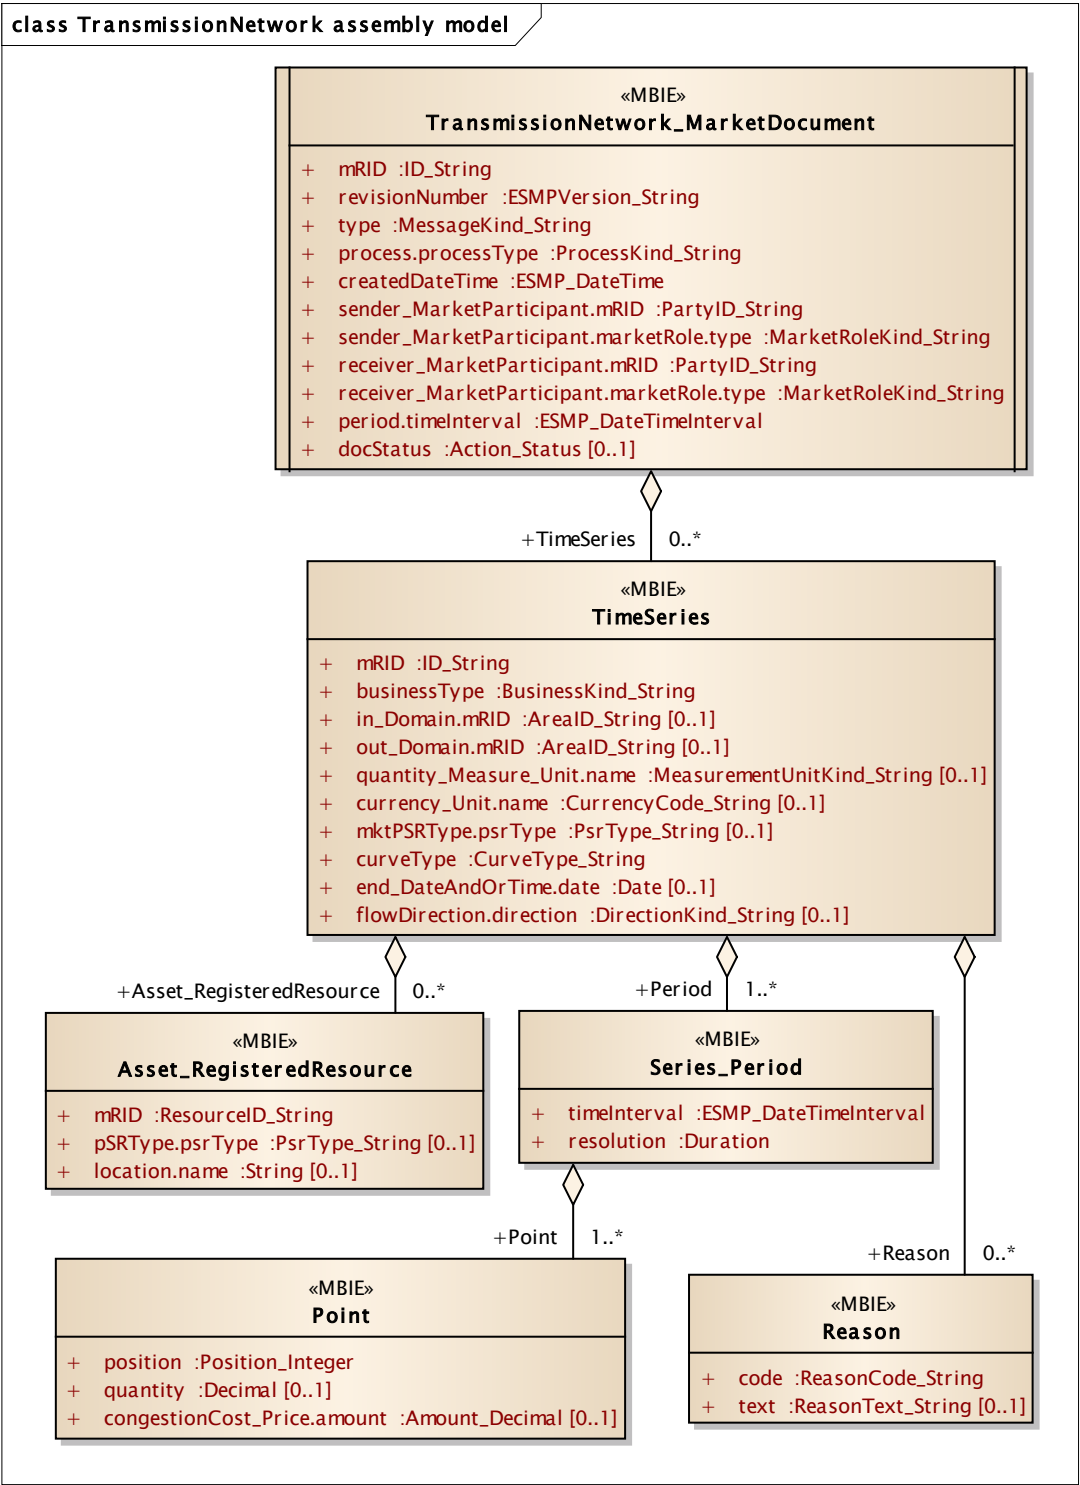 class TransmissionNetwork assembly model
«MBIE»
TransmissionNetwork_MarketDocument
+ mRID :ID_String
+ revisionNumber :ESMPVersion_String
+ type :MessageKind_String
+ process.processType :ProcessKind_String
+ createdDateTime :ESMP_DateTime
+ sender_MarketParticipant.mRID :PartyID_String
+ sender_MarketParticipant.marketRole.type :MarketRoleKind_String
+ receiver_MarketParticipant.mRID :PartyID_String
+ receiver_MarketParticipant.marketRole.type :MarketRoleKind_String
+ period.timeInterval :ESMP_DateTimeInterval
+ docStatus :Action_Status [0..1]
+TimeSeries 0..*
«MBIE»
TimeSeries
+ mRID :ID_String
+ businessType :BusinessKind_String
+ in_Domain.mRID :AreaID_String [0..1]
+ out_Domain.mRID :AreaID_String [0..1]
+ quantity_Measure_Unit.name :MeasurementUnitKind_String [0..1]
+ currency_Unit.name :CurrencyCode_String [0..1]
+ mktPSRType.psrType :PsrType_String [0..1]
+ curveType :CurveType_String
+ end_DateAndOrTime.date :Date [0..1]
+ flowDirection.direction :DirectionKind_String [0..1]
+Asset_RegisteredResource 0..*
+Period 1..*
«MBIE»
Asset_RegisteredResource
+ mRID :ResourceID_String
+ pSRType.psrType :PsrType_String [0..1]
+ location.name :String [0..1]
«MBIE»
Series_Period
+ timeInterval :ESMP_DateTimeInterval
+ resolution :Duration
+Point 1..*
+Reason 0..*
«MBIE»
Point
+ position :Position_Integer
+ quantity :Decimal [0..1]
+ congestionCost_Price.amount :Amount_Decimal [0..1]
«MBIE»
Reason
+ code :ReasonCode_String
+ text :ReasonText_String [0..1]